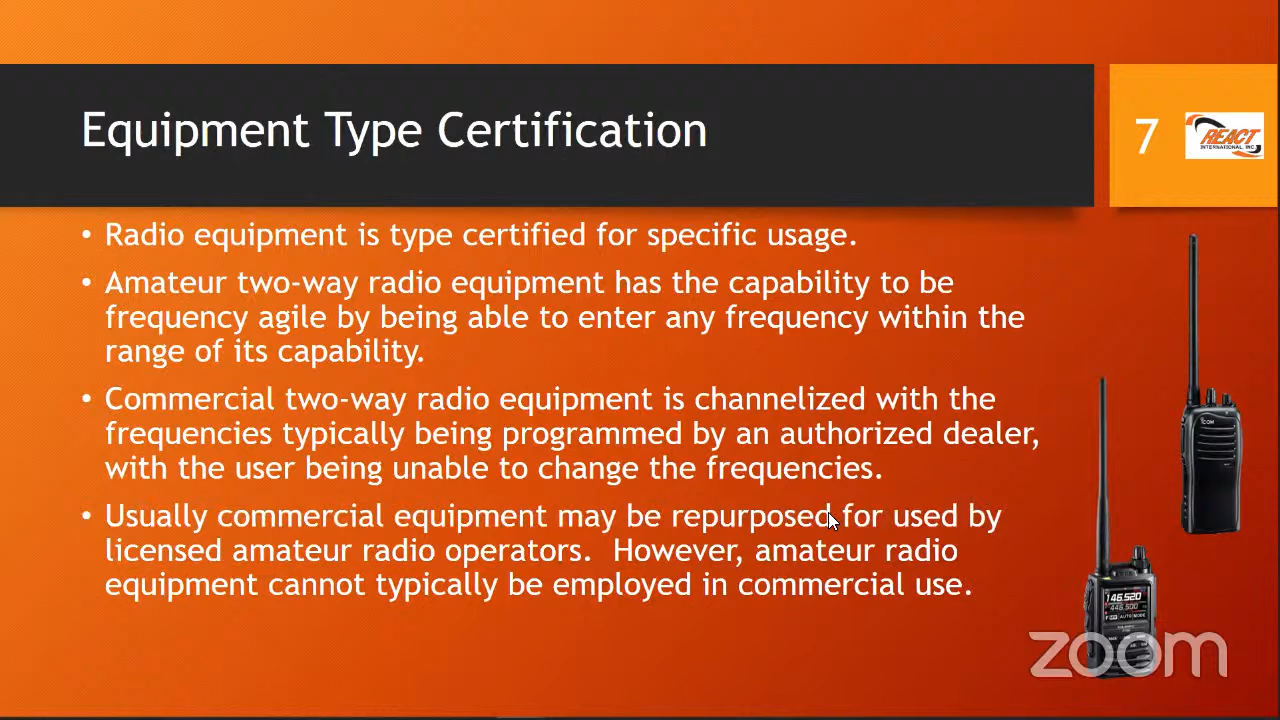 Equipment Type Certification
7
REACT
INTERNATIONAL, INC.
• Radio equipment is type certified for specific usage.
• Amateur two-way radio equipment has the capability to be
frequency agile by being able to enter any frequency within the
range of its capability.
• Commercial two-way radio equipment is channelized with the
frequencies typically being programmed by an authorized dealer,
with the user being unable to change the frequencies.
• Usually commercial equipment may be repurposed for used by
licensed amateur radio operators.  However, amateur radio
equipment cannot typically be employed in commercial use.
ICOM
146.520
446.500
zoom